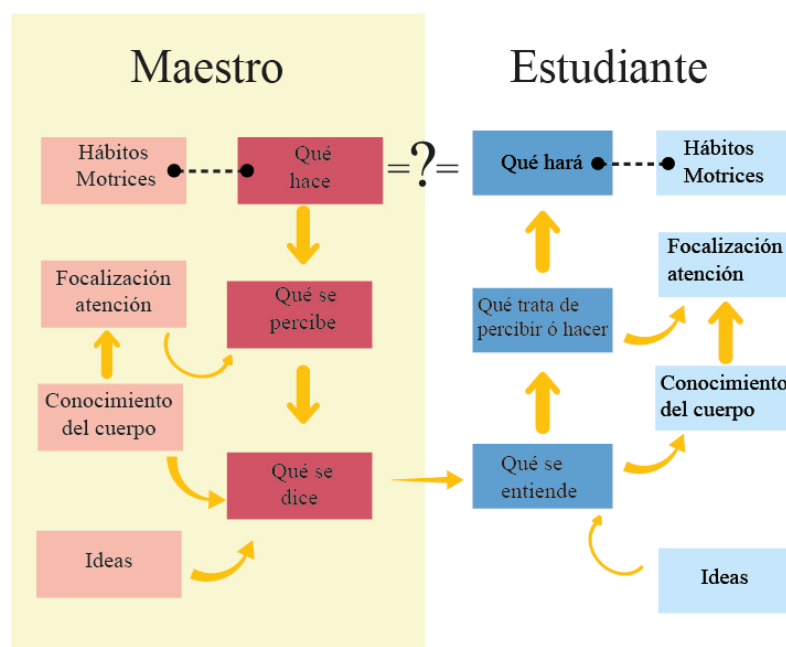 Maestro
Estudiante
Hábitos
Motrices
Qué
hace
=?=
Qué hará
Hábitos
Motrices
Focalización
atención
Qué se
percibe
Qué trata de
percibir ó hacer
Focalización
atención
Conocimiento
del cuerpo
Conocimiento
del cuerpo
Qué se
dice
Qué se
entiende
Ideas
Ideas